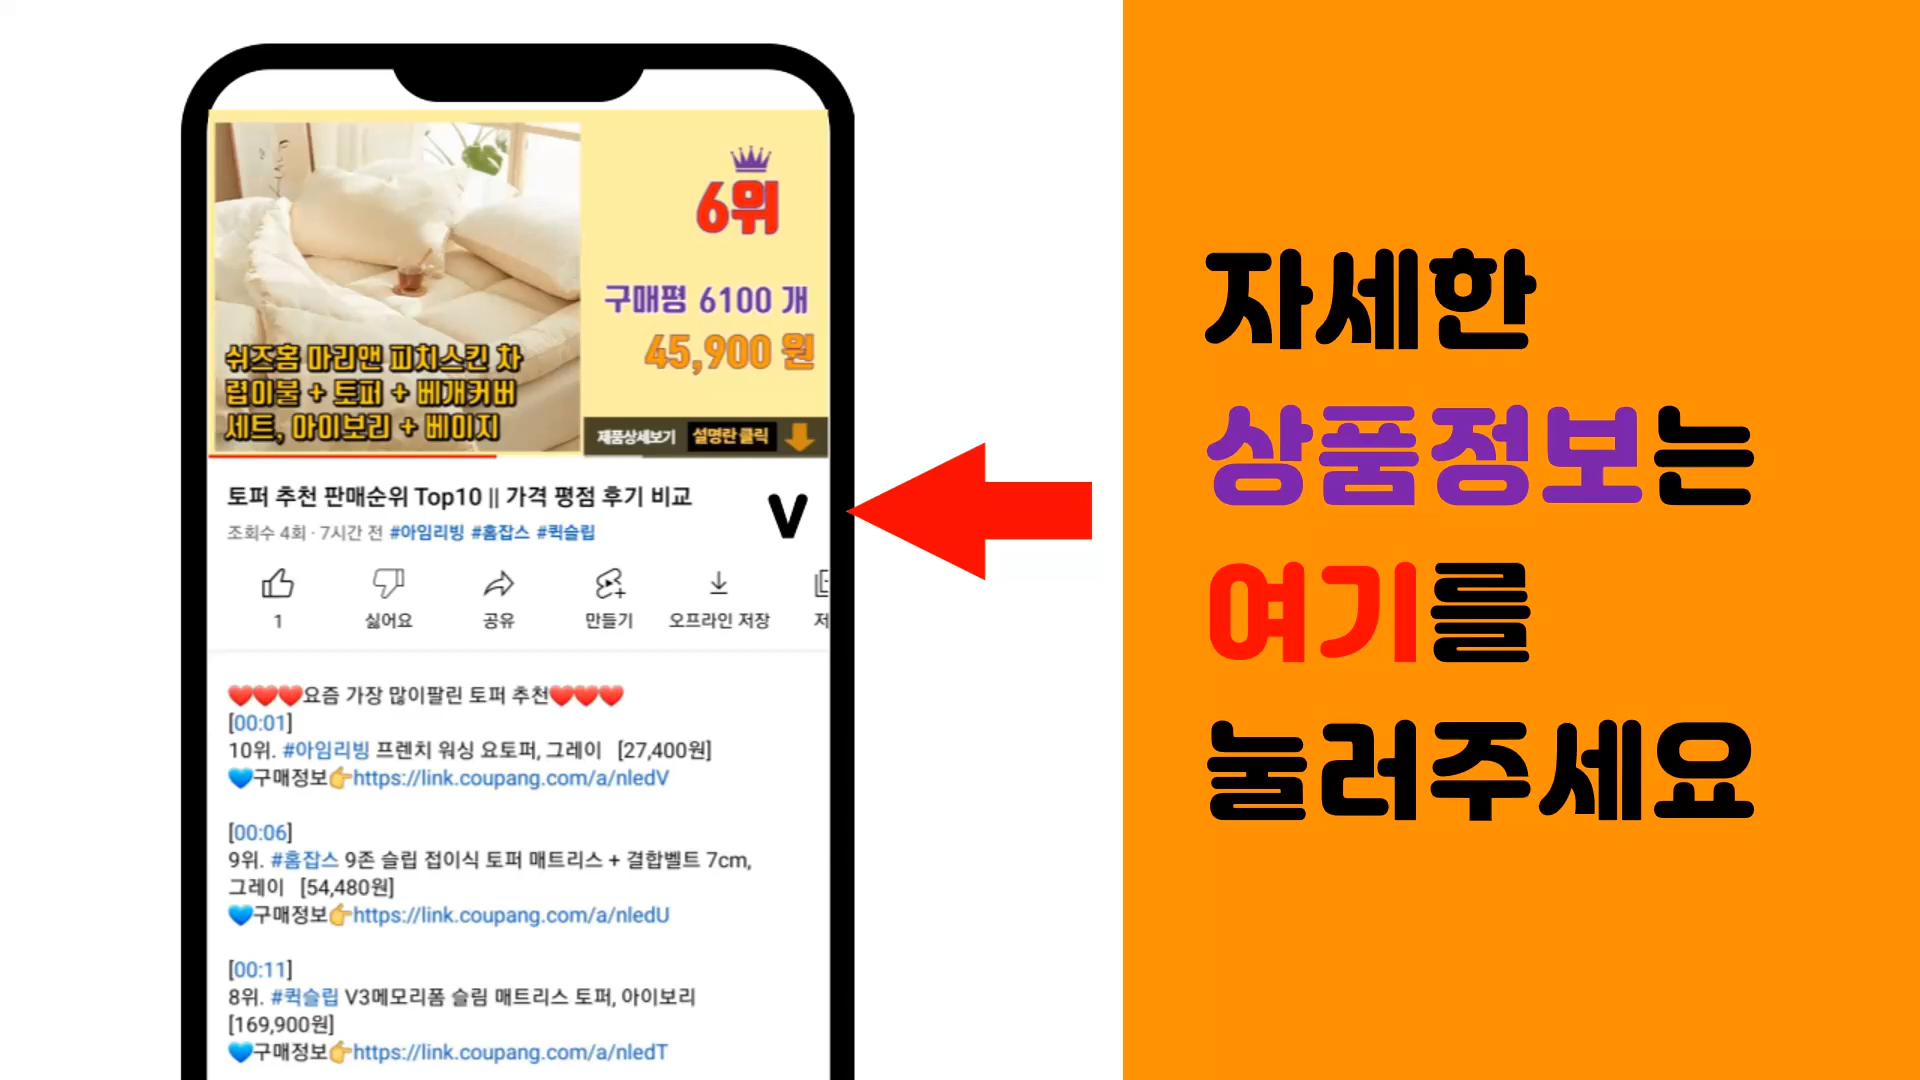 6위
구매평 6100 개
45,900 원
쉬즈홈 마리앤 피치스킨 차
렵이불 + 토퍼 + 베개커버
세트, 아이보리 + 베이지
제품상세보기 설명란 클릭
토퍼 추천 판매순위 Top10 || 가격 평점 후기 비교
V
조회수 4회 · 7시간 전 #아임리빙 #홈잡스 #퀵슬립
1 싫어요 공유 만들기 오프라인 저장 저
❤️❤️❤️요즘 가장 많이팔린 토퍼 추천❤️❤️❤️
[00:01]
10위. #아임리빙 프렌치 워싱 요토퍼, 그레이 [27,400원]
💙구매정보👉https://link.coupang.com/a/nledV
[00:06]
9위. #홈잡스 9존 슬립 접이식 토퍼 매트리스 + 결합벨트 7cm,
그레이 [54,480원]
💙구매정보👉https://link.coupang.com/a/nledU
[00:11]
8위. #퀵슬립 V3메모리폼 슬림 매트리스 토퍼, 아이보리
[169,900원]
💙구매정보👉https://link.coupang.com/a/nledT
자세한
상품정보는
여기를
눌러주세요